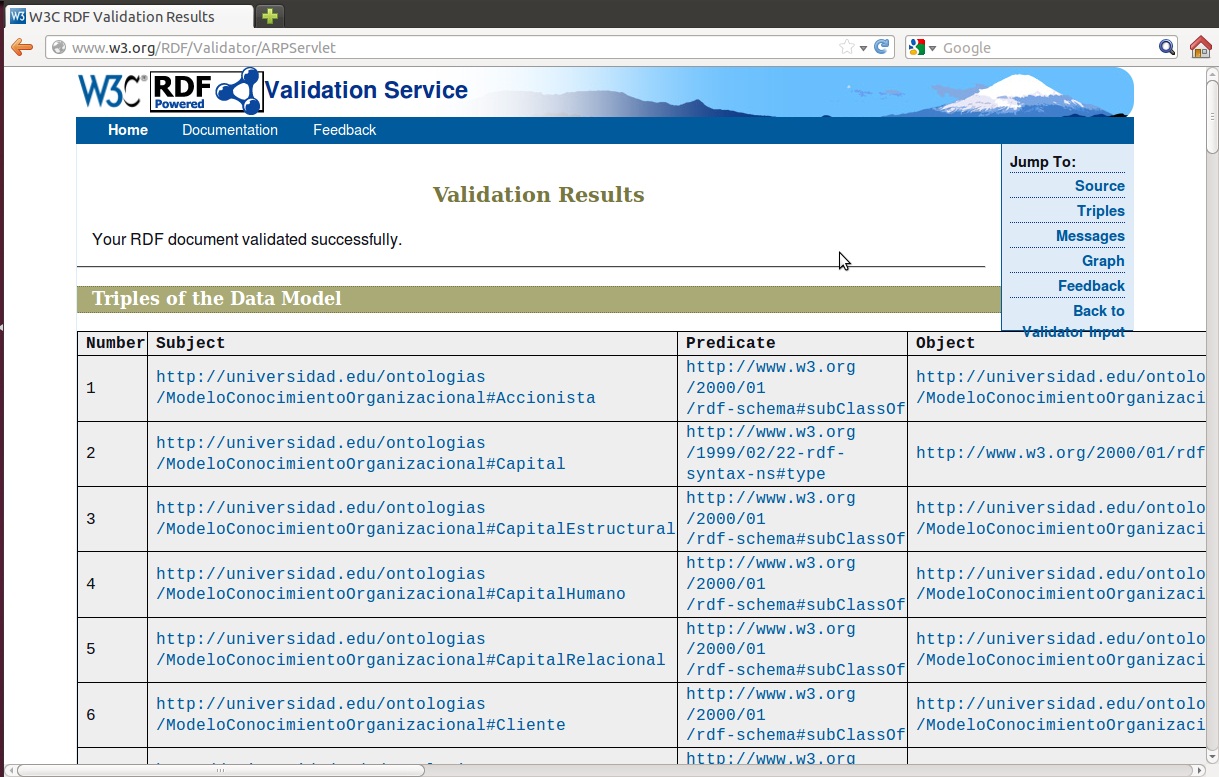 W3C RDF Validation Results
www.w3.org/RDF/Validator/ARPServlet
Google
W3C® RDF Powered Validation Service
Home Documentation Feedback
Jump To:
Source
Triples
Messages
Graph
Feedback
Back to
Validator Input
Validation Results
Your RDF document validated successfully.
Triples of the Data Model
Number Subject Predicate Object
1
http://universidad.edu/ontologias
/ModeloConocimientoOrganizacional#Accionista
http://www.w3.org
/2000/01
/rdf-schema#subClassOf
http://universidad.edu/ontolo
/ModeloConocimientoOrganizaci
2
http://universidad.edu/ontologias
/ModeloConocimientoOrganizacional#Capital
http://www.w3.org
/1999/02/22-rdf-
syntax-ns#type
http://www.w3.org/2000/01/rdf
3
http://universidad.edu/ontologias
/ModeloConocimientoOrganizacional#CapitalEstructural
http://www.w3.org
/2000/01
/rdf-schema#subClassOf
http://universidad.edu/ontolo
/ModeloConocimientoOrganizaci
4
http://universidad.edu/ontologias
/ModeloConocimientoOrganizacional#CapitalHumano
http://www.w3.org
/2000/01
/rdf-schema#subClassOf
http://universidad.edu/ontolo
/ModeloConocimientoOrganizaci
5
http://universidad.edu/ontologias
/ModeloConocimientoOrganizacional#CapitalRelacional
http://www.w3.org
/2000/01
/rdf-schema#subClassOf
http://universidad.edu/ontolo
/ModeloConocimientoOrganizaci
6
http://universidad.edu/ontologias
/ModeloConocimientoOrganizacional#Cliente
http://www.w3.org
/2000/01
/rdf-schema#subClassOf
http://universidad.edu/ontolo
/ModeloConocimientoOrganizaci
http://www.w3.org